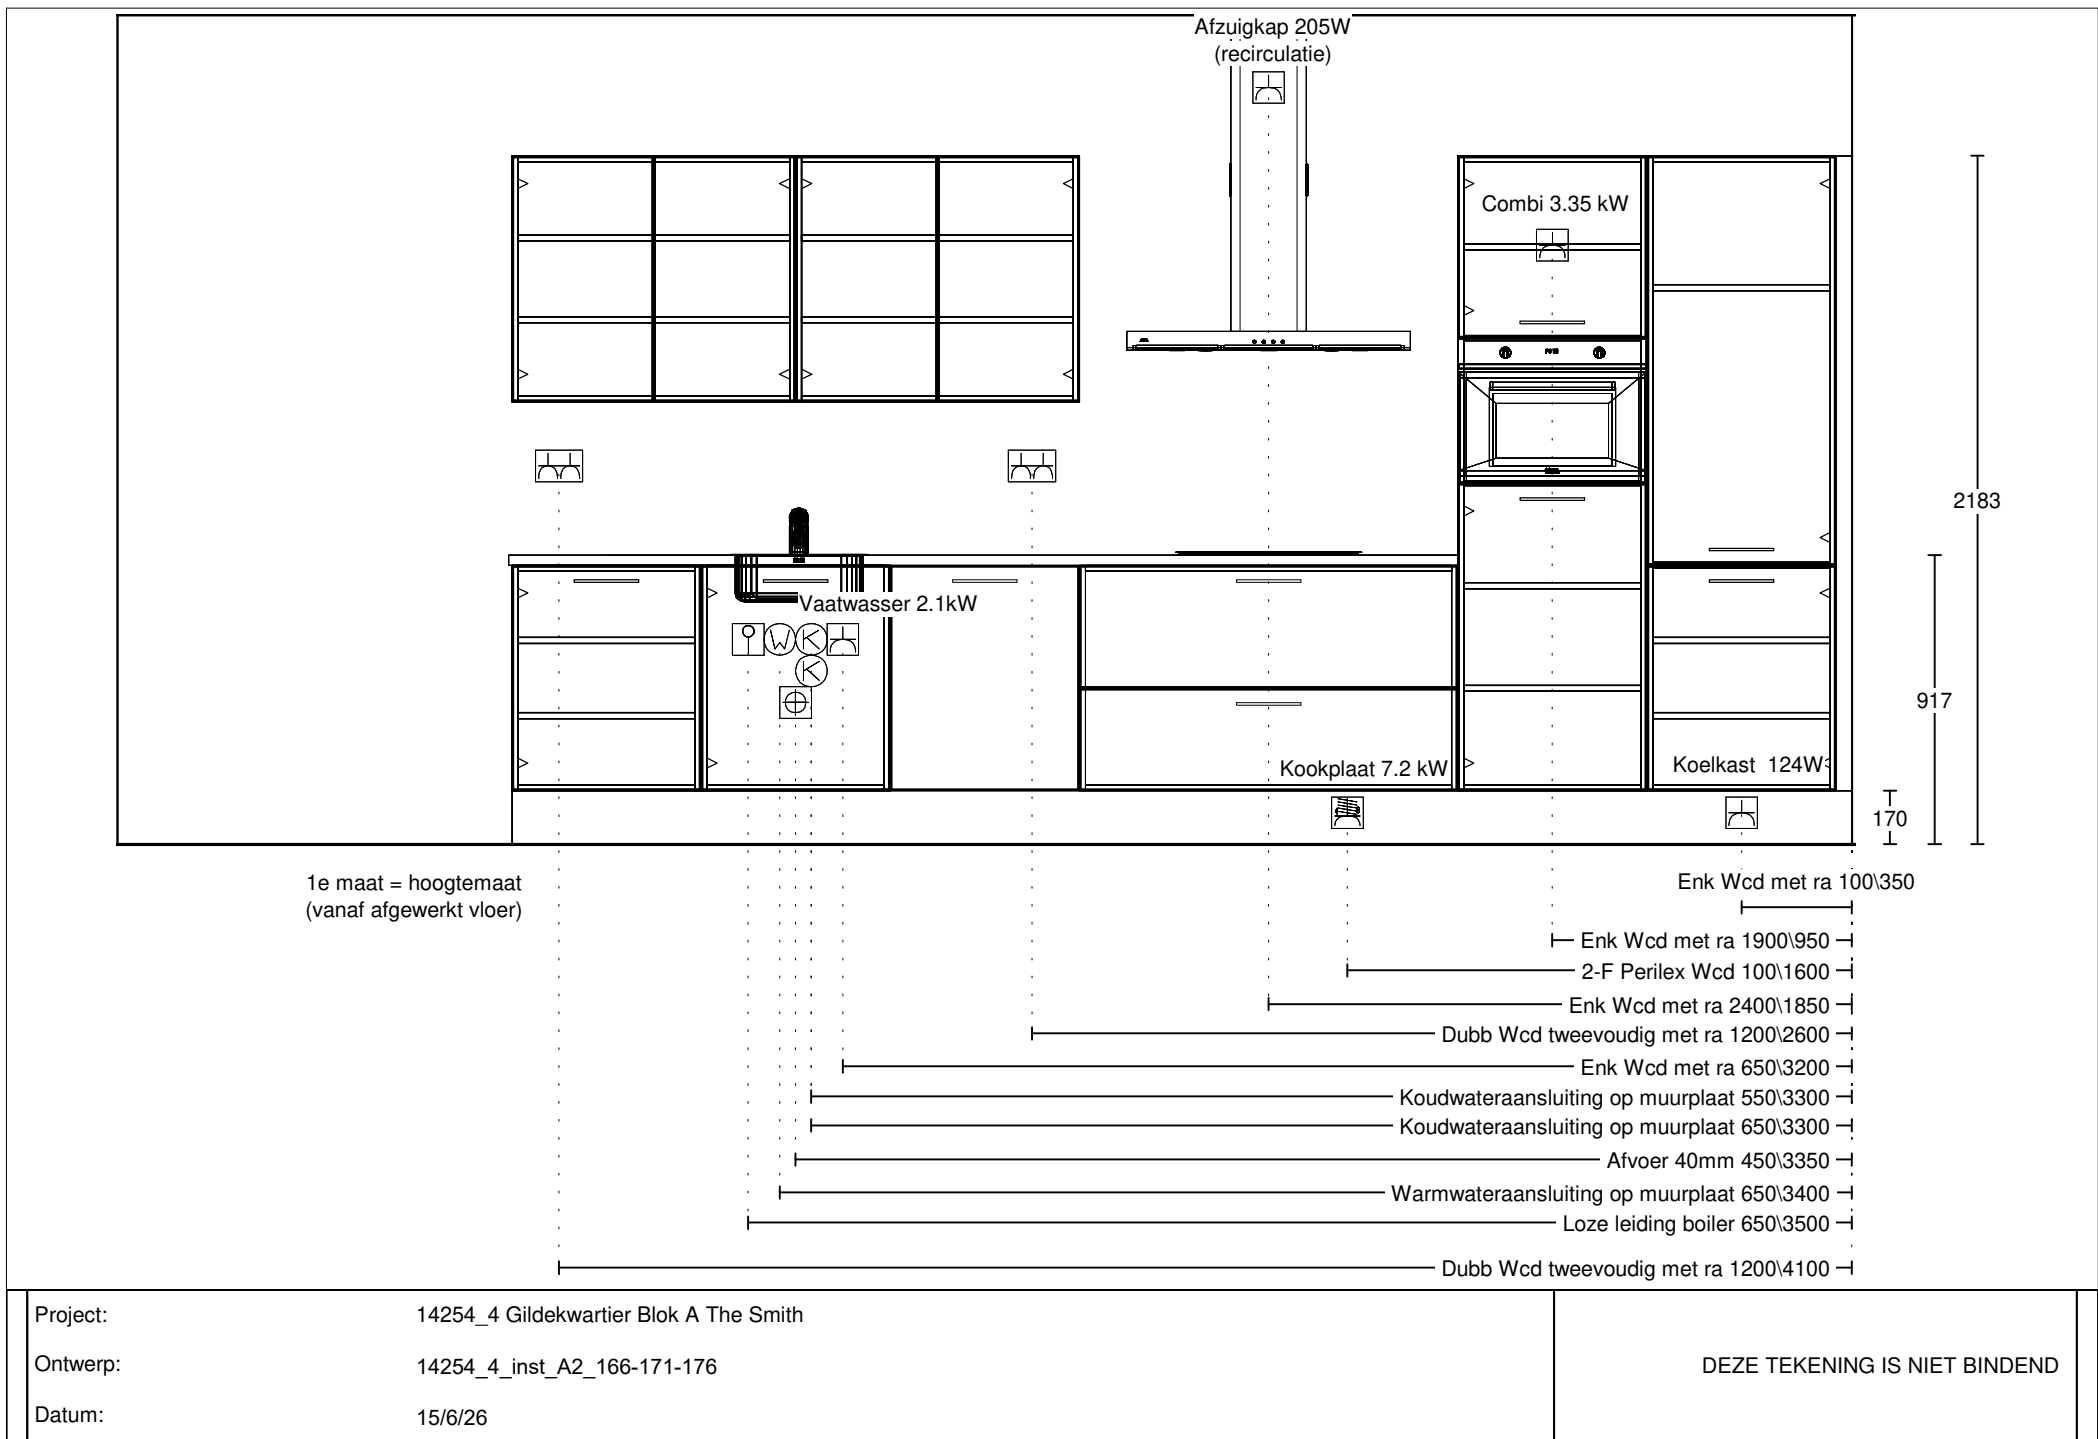 Afzuigkap 205W
(recirculatie)
Combi 3.35 kW
2183
Vaatwasser 2.1kW
W
K
K
917
Kookplaat 7.2 kW
Koelkast 124W
170
1e maat = hoogtemaat
(vanaf afgewerkt vloer)
Enk Wcd met ra 100\350
Enk Wcd met ra 1900\950
2-F Perilex Wcd 100\1600
Enk Wcd met ra 2400\1850
Dubb Wcd tweevoudig met ra 1200\2600
Enk Wcd met ra 650\3200
Koudwateraansluiting op muurplaat 550\3300
Koudwateraansluiting op muurplaat 650\3300
Afvoer 40mm 450\3350
Warmwateraansluiting op muurplaat 650\3400
Loze leiding boiler 650\3500
Dubb Wcd tweevoudig met ra 1200\4100
Project: 14254_4 Gildekwartier Blok A The Smith
Ontwerp: 14254_4_inst_A2_166-171-176
DEZE TEKENING IS NIET BINDEND
Datum: 15/6/26